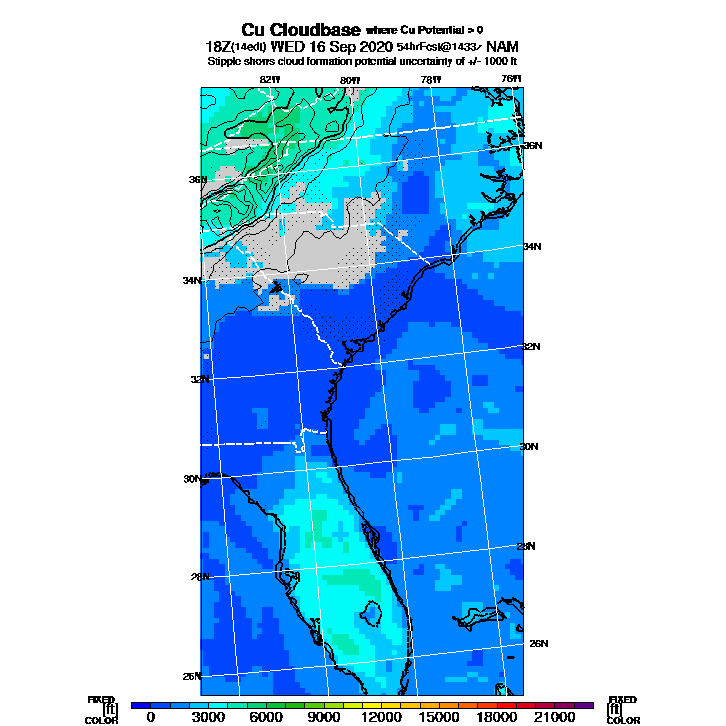 Cu Cloudbase where Cu Potential > 0
18Z(14edt) WED 16 Sep 2020 54hrFcst@1433z NAM
Stipple shows cloud formation potential uncertainty of +/- 1000 ft
82W 80W 78W 76W
36N
36N
34N
34N
32N
32N
30N
30N
28N
28N
26N
26N
FIXED FIXED
[ft] [ft]
COLOR COLOR
0 3000 6000 9000 12000 15000 18000 21000